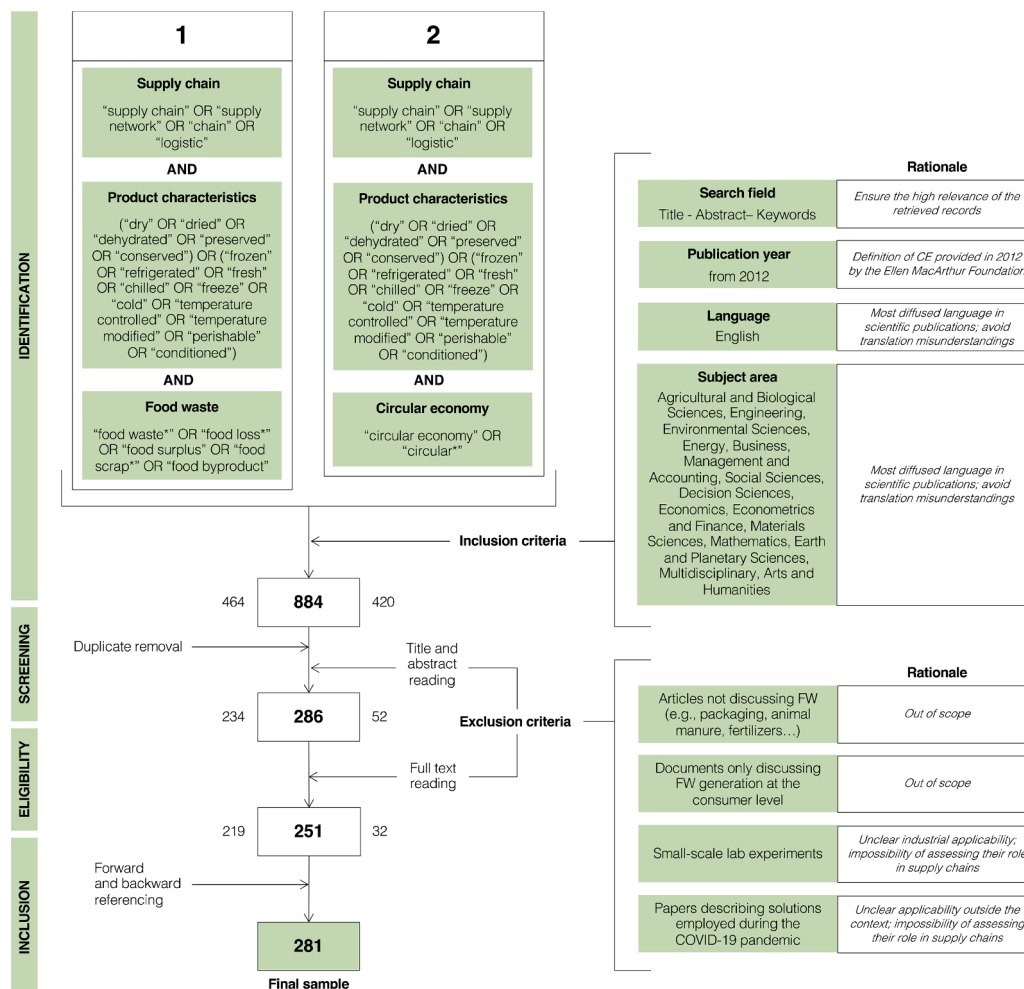 1
Supply chain
“supply chain” OR “supply
network” OR “chain” OR
“logistic”
AND
Product characteristics
(“dry” OR “dried” OR
“dehydrated” OR “preserved”
OR “conserved”) OR (“frozen”
OR “refrigerated” OR “fresh”
OR “chilled” OR “freeze” OR
“cold” OR “temperature
controlled” OR “temperature
modified” OR “perishable”
OR “conditioned”)
AND
Food waste
“food waste*” OR “food loss*”
OR “food surplus” OR “food
scrap*” OR “food byproduct”
2
Supply chain
“supply chain” OR “supply
network” OR “chain” OR
“logistic”
AND
Product characteristics
(“dry” OR “dried” OR
“dehydrated” OR “preserved”
OR “conserved”) OR (“frozen”
OR “refrigerated” OR “fresh”
OR “chilled” OR “freeze” OR
“cold” OR “temperature
controlled” OR “temperature
modified” OR “perishable”
OR “conditioned”)
AND
Circular economy
“circular economy” OR
“circular*”
IDENTIFICATION
Inclusion criteria
Rationale
Search field
Title - Abstract– Keywords
Ensure the high relevance of the
retrieved records
Publication year
from 2012
Definition of CE provided in 2012
by the Ellen MacArthur Foundation
Language
English
Most diffused language in
scientific publications; avoid
translation misunderstandings
Subject area
Agricultural and Biological
Sciences, Engineering,
Environmental Sciences,
Energy, Business,
Management and
Accounting, Social Sciences,
Decision Sciences,
Economics, Econometrics
and Finance, Materials
Sciences, Mathematics, Earth
and Planetary Sciences,
Multidisciplinary, Arts and
Humanities
Most diffused language in
scientific publications; avoid
translation misunderstandings
464
884
420
SCREENING
Duplicate removal
Title and
abstract
reading
234
286
52
Exclusion criteria
ELIGIBILITY
Full text
reading
219
251
32
INCLUSION
Forward
and backward
referencing
281
Final sample
Rationale
Articles not discussing FW
(e.g., packaging, animal
manure, fertilizers…)
Out of scope
Documents only discussing
FW generation at the
consumer level
Out of scope
Small-scale lab experiments
Unclear industrial applicability;
impossibility of assessing their role
in supply chains
Papers describing solutions
employed during the
COVID-19 pandemic
Unclear applicability outside the
context; impossibility of assessing
their role in supply chains